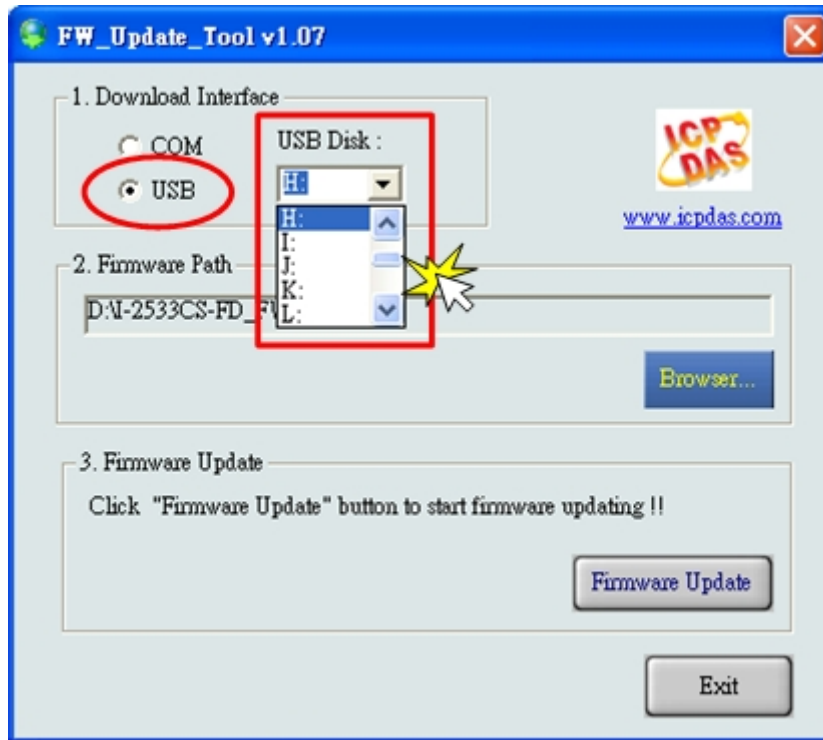 FW_Update_Tool v1.07
1. Download Interface
COM
USB
USB Disk :
H:
H:
I:
J:
K:
L:
ICP
DAS
www.icpdas.com
2. Firmware Path
D:\I-2533CS-FD_F
Browser...
3. Firmware Update
Click "Firmware Update" button to start firmware updating !!
Firmware Update
Exit